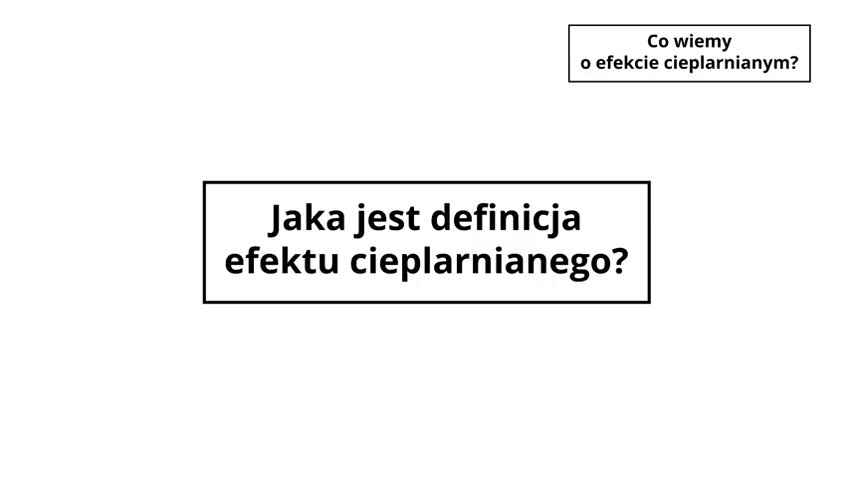 Co wiemy
o efekcie cieplarnianym?
Jaka jest definicja
efektu cieplarnianego?